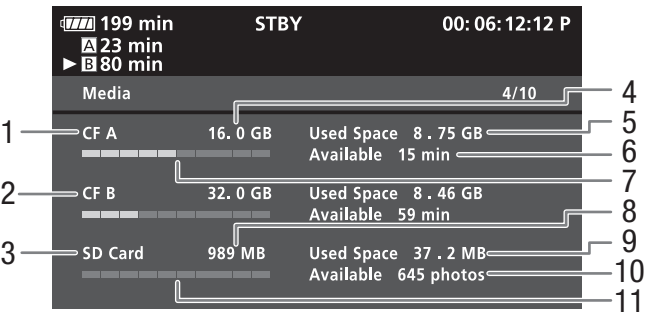 199 min STBY 00:06:12:12 P
A 23 min
B 80 min
Media 4/10
4
1 CF A 16.0 GB Used Space 8.75 GB 5
Available 15 min 6
7
2 CF B 32.0 GB Used Space 8.46 GB
Available 59 min 8
3 SD Card 989 MB Used Space 37.2 MB 9
Available 645 photos 10
11